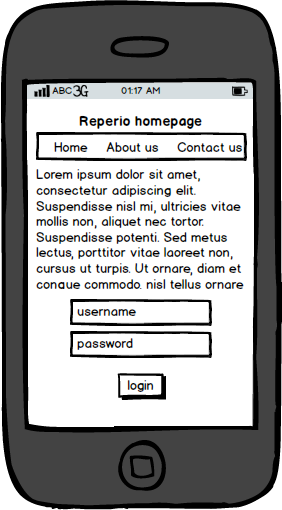 ABC 3G 01:17 AM
Reperio homepage
Home About us Contact us
Lorem ipsum dolor sit amet,
consectetur adipiscing elit.
Suspendisse nisl mi, ultricies vitae
mollis non, aliquet nec tortor.
Suspendisse potenti. Sed metus
lectus, porttitor vitae laoreet non,
cursus ut turpis. Ut ornare, diam et
congue commodo, nisl tellus ornare
username
password
login